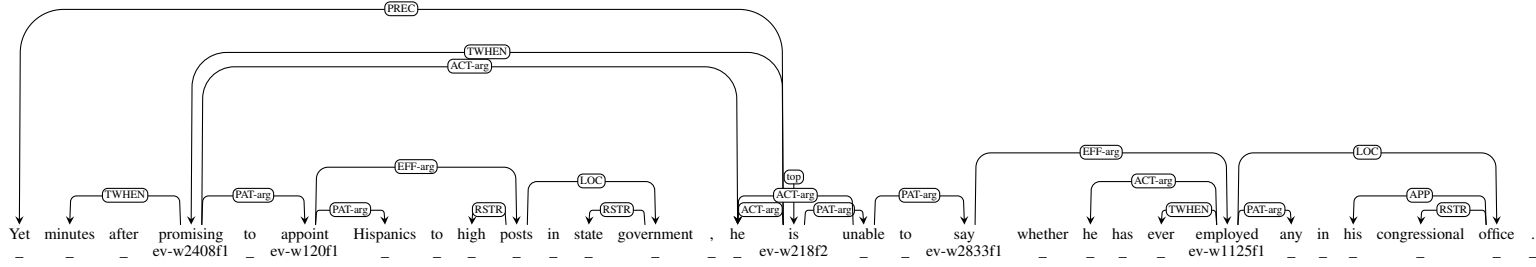 PREC
TWHEN
ACT-arg
EFF-arg LOC
EFF-arg top ACT-arg
TWHEN PAT-arg LOC ACT-arg PAT-arg APP
PAT-arg RSTR RSTR ACT-arg PAT-arg TWHEN PAT-arg RSTR
Yet minutes after promising to appoint Hispanics to high posts in state government , he is unable to say whether he has ever employed any in his congressional office .
_ _ _ ev-w2408f1 _ ev-w120f1 _ _ _ _ _ _ _ _ _ ev-w218f2 _ _ ev-w2833f1 _ _ _ _ ev-w1125f1 _ _ _ _ _ _